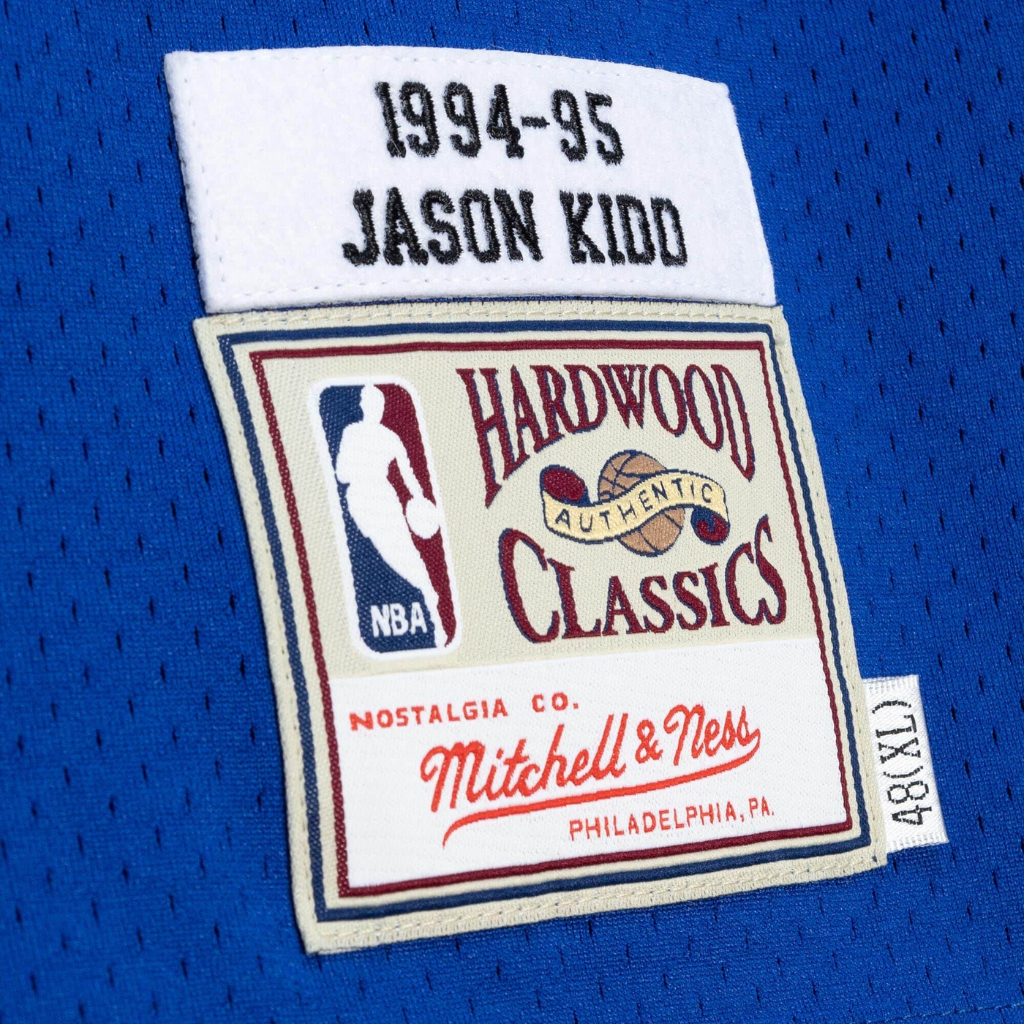 1994-95
JASON KIDD
HARDWOOD
AUTHENTIC
CLASSICS
NBA
NOSTALGIA CO.
Mitchell & Ness
PHILADELPHIA, PA.
48(XL)